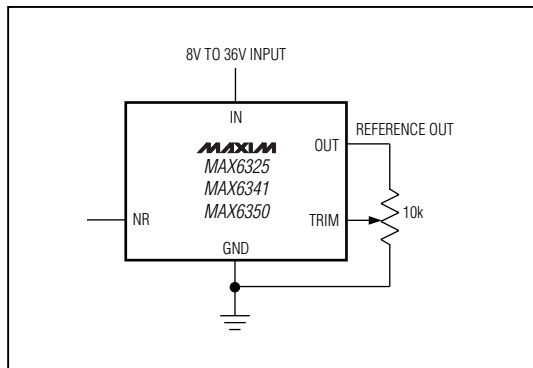 8V TO 36V INPUT
IN
REFERENCE OUT
OUT
MAXIM
MAX6325
MAX6341
MAX6350
10k
NR
TRIM
GND